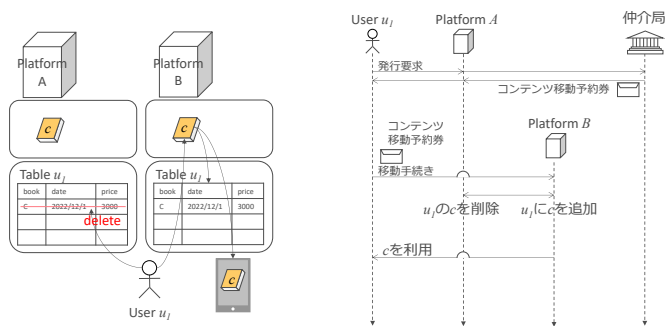 Platform
A
Platform
B
c
c
Table u1
book date price
C 2022/12/1 3000
delete
Table u1
book date price
C 2022/12/1 3000
c
User u1
User u1
Platform A
仲介局
発行要求
コンテンツ移動予約券
コンテンツ
移動予約券
Platform B
移動手続き
u1のcを削除
u1にcを追加
cを利用